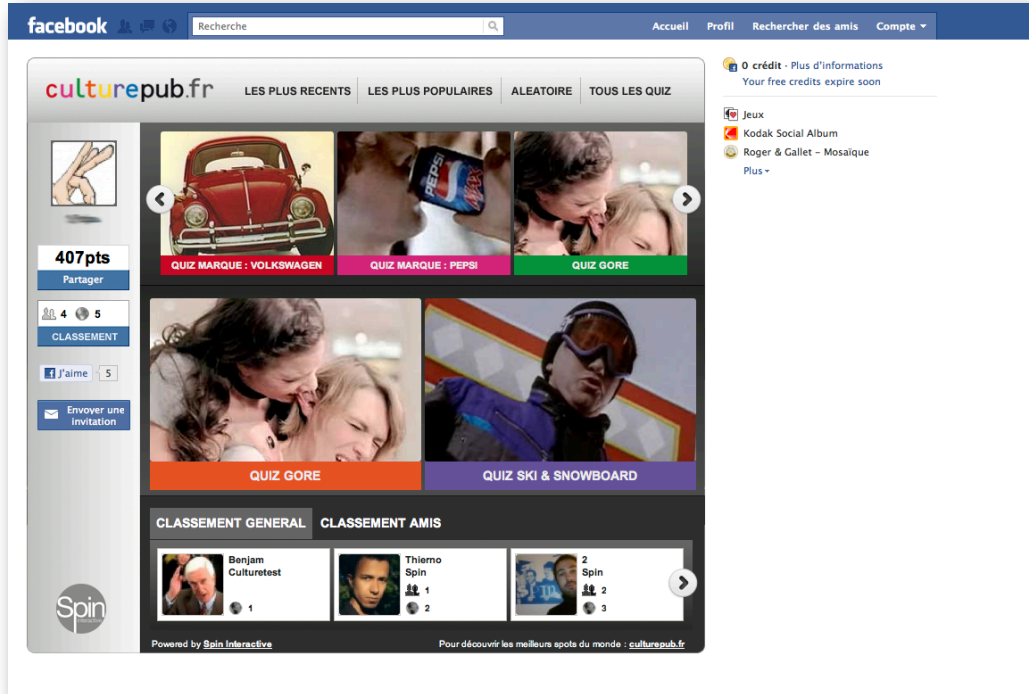 facebook
Recherche
Accueil Profil Rechercher des amis Compte
culturepub.fr
LES PLUS RECENTS LES PLUS POPULAIRES ALEATOIRE TOUS LES QUIZ
0 crédit · Plus d'informations
Your free credits expire soon
Jeux
Kodak Social Album
Roger & Gallet – Mosaïque
Plus
407pts
Partager
4 5
CLASSEMENT
J'aime 5
Envoyer une
invitation
PEPSI
MAX
QUIZ MARQUE : VOLKSWAGEN
QUIZ MARQUE : PEPSI
QUIZ GORE
QUIZ GORE
QUIZ SKI & SNOWBOARD
CLASSEMENT GENERAL CLASSEMENT AMIS
Benjam
Culturetest
1
Thierno
Spin
1
2
2
Spin
2
3
Spin
Interactive
Powered by Spin Interactive
Pour découvrir les meilleurs spots du monde : culturepub.fr